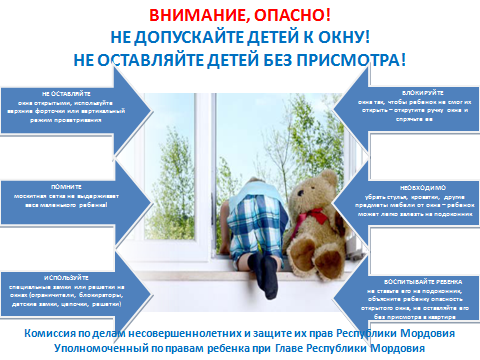 ВНИМАНИЕ, ОПАСНО!
НЕ ДОПУСКАЙТЕ ДЕТЕЙ К ОКНУ!
НЕ ОСТАВЛЯЙТЕ ДЕТЕЙ БЕЗ ПРИСМОТРА!
НЕ ОСТАВЛЯЙТЕ
окна открытыми, используйте
верхние форточки или вертикальный
режим проветривания
ПОМНИТЕ
москитная сетка не выдерживает
веса маленького ребенка!
ИСПОЛЬЗУЙТЕ
специальные замки или решетки на
окнах (ограничители, блокираторы,
детские замки, цепочки, решетки)
БЛОКИРУЙТЕ
окна так, чтобы ребенок не смог их
открыть – открутите ручку окна и
спрячьте ее
НЕОБХОДИМО
убрать стулья, кроватки, другие
предметы мебели от окна – ребенок
может легко залезть на подоконник
ВОСПИТЫВАЙТЕ РЕБЕНКА
не ставьте его на подоконник,
объясните ребенку опасность
открытого окна, не оставляйте его
без присмотра в квартире
Комиссия по делам несовершеннолетних и защите их прав Республики Мордовия
Уполномоченный по правам ребенка при Главе Республики Мордовия